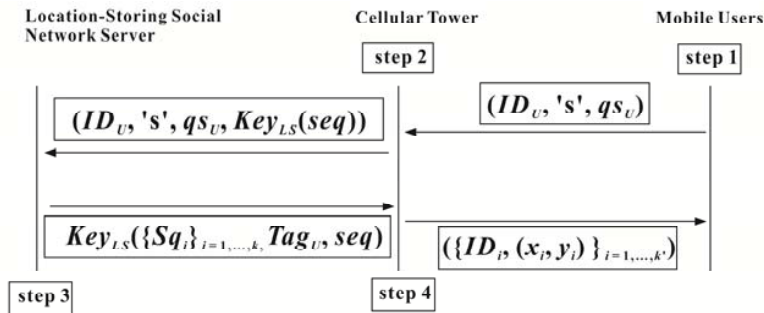 Location-Storing Social
Network Server
Cellular Tower
Mobile Users
step 2
step 1
(ID_U, 's', qs_U, Key_LS(seq))
(ID_U, 's', qs_U)
Key_LS({Sq_i}_{i=1,...,k,} Tag_U, seq)
({ID_i, (x_i, y_i) }_{i=1,...,k'})
step 3
step 4